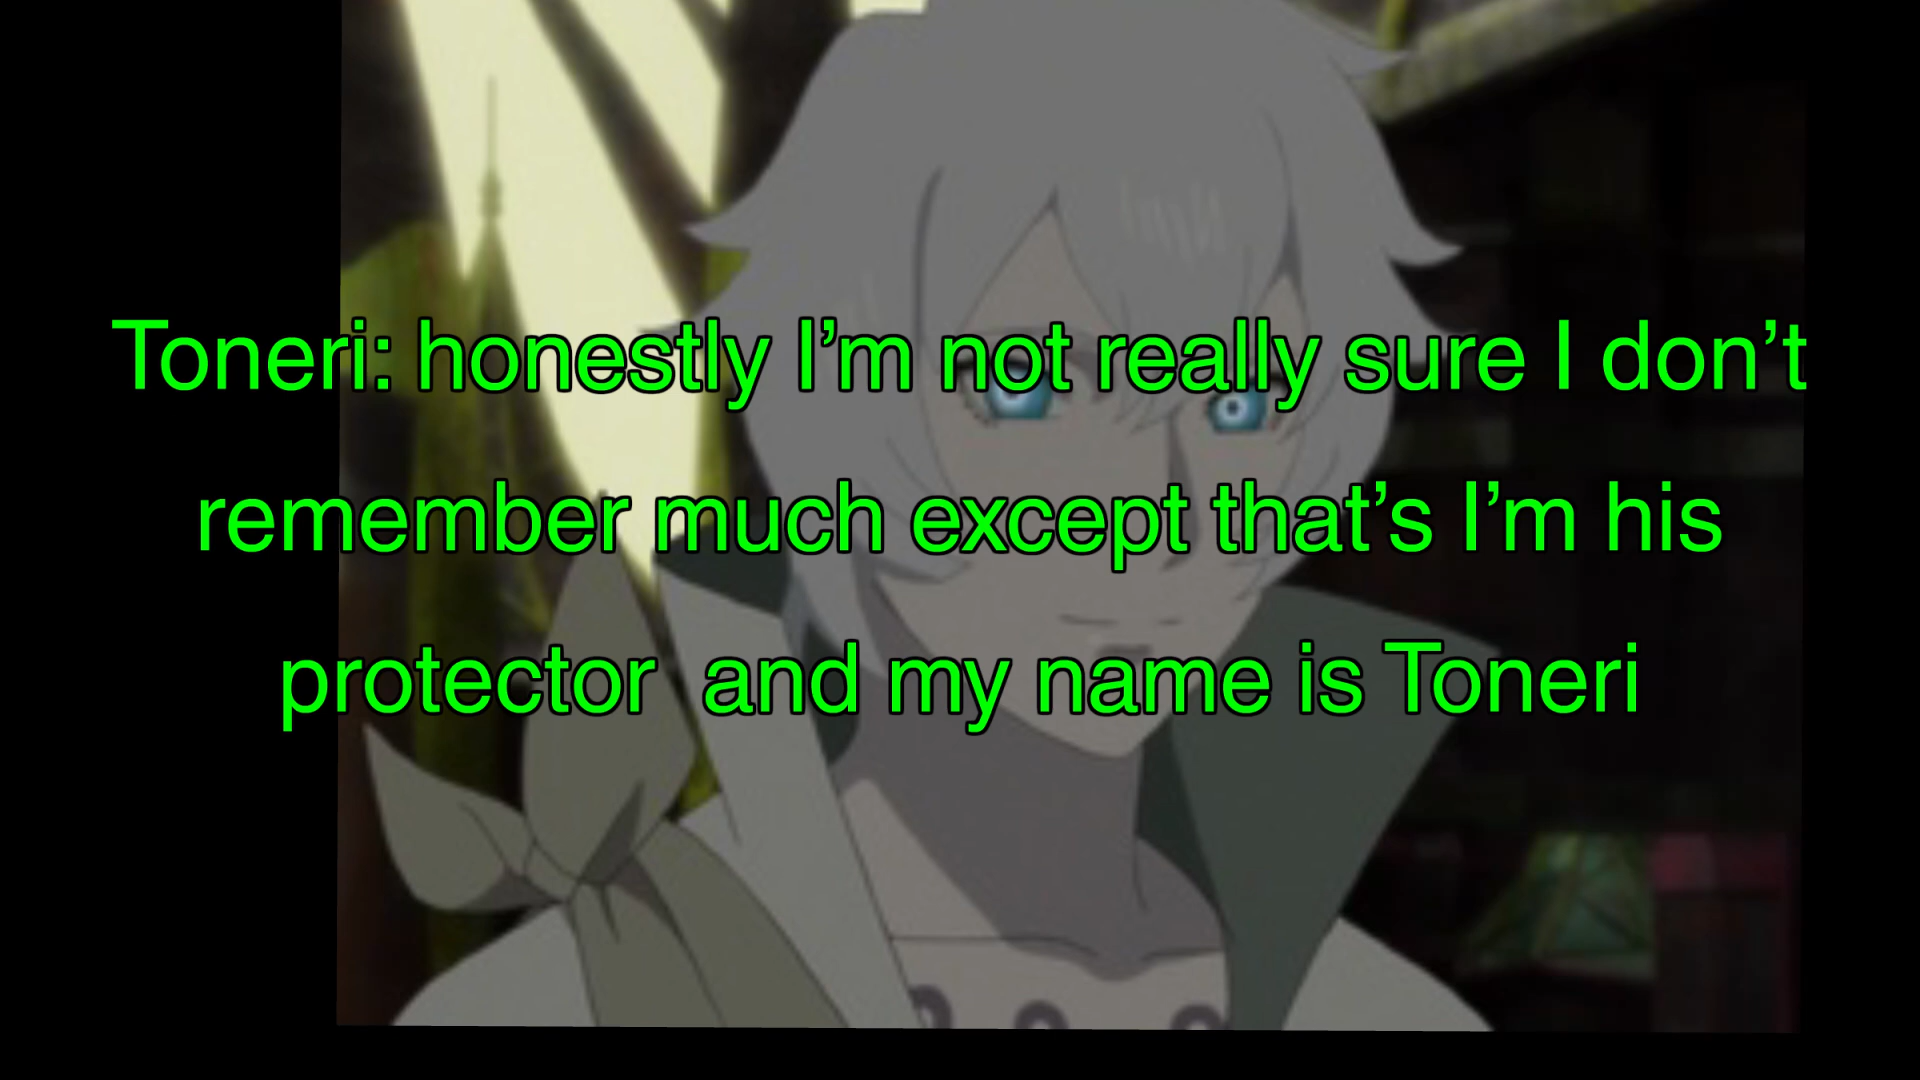 Toneri: honestly I’m not really sure I don’t
remember much except that’s I’m his
protector  and my name is Toneri